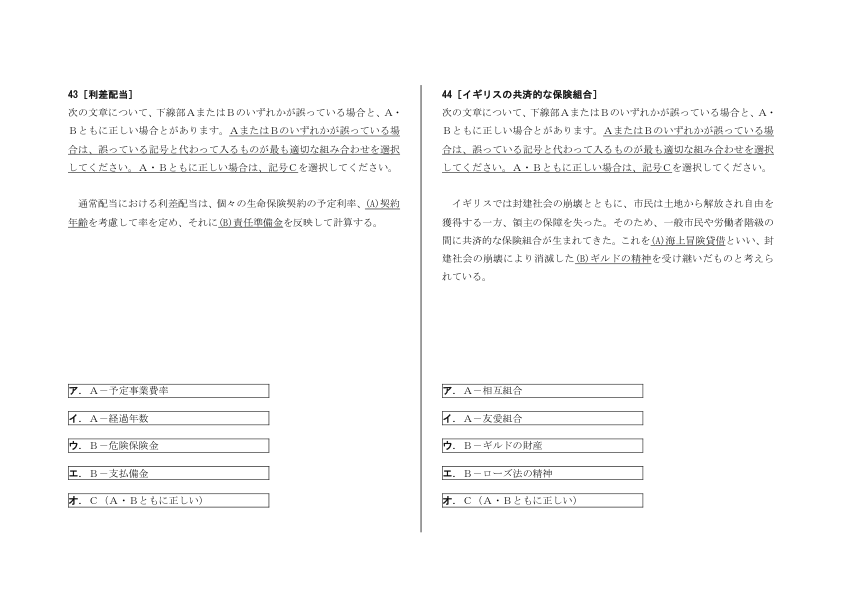 43 [利差配当]
次の文章について、下線部AまたはBのいずれかが誤っている場合と、A・
Bともに正しい場合とがあります。AまたはBのいずれかが誤っている場
合は、誤っている記号と代わって入るものが最も適切な組み合わせを選択
してください。A・Bともに正しい場合は、記号Cを選択してください。
通常配当における利差配当は、個々の生命保険契約の予定利率、(A)契約
年齢を考慮して率を定め、それに(B)責任準備金を反映して計算する。
ア. A－予定事業費率
イ. A－経過年数
ウ. B－危険保険金
エ. B－支払備金
オ. C（A・Bともに正しい）
44 [イギリスの共済的な保険組合]
次の文章について、下線部AまたはBのいずれかが誤っている場合と、A・
Bともに正しい場合とがあります。AまたはBのいずれかが誤っている場
合は、誤っている記号と代わって入るものが最も適切な組み合わせを選択
してください。A・Bともに正しい場合は、記号Cを選択してください。
イギリスでは封建社会の崩壊とともに、市民は土地から解放され自由を
獲得する一方、領主の保障を失った。そのため、一般市民や労働者階級の
間に共済的な保険組合が生まれてきた。これを(A)海上冒険貸借といい、封
建社会の崩壊により消滅した(B)ギルドの精神を受け継いだものと考えら
れている。
ア. A－相互組合
イ. A－友愛組合
ウ. B－ギルドの財産
エ. B－ローズ法の精神
オ. C（A・Bともに正しい）